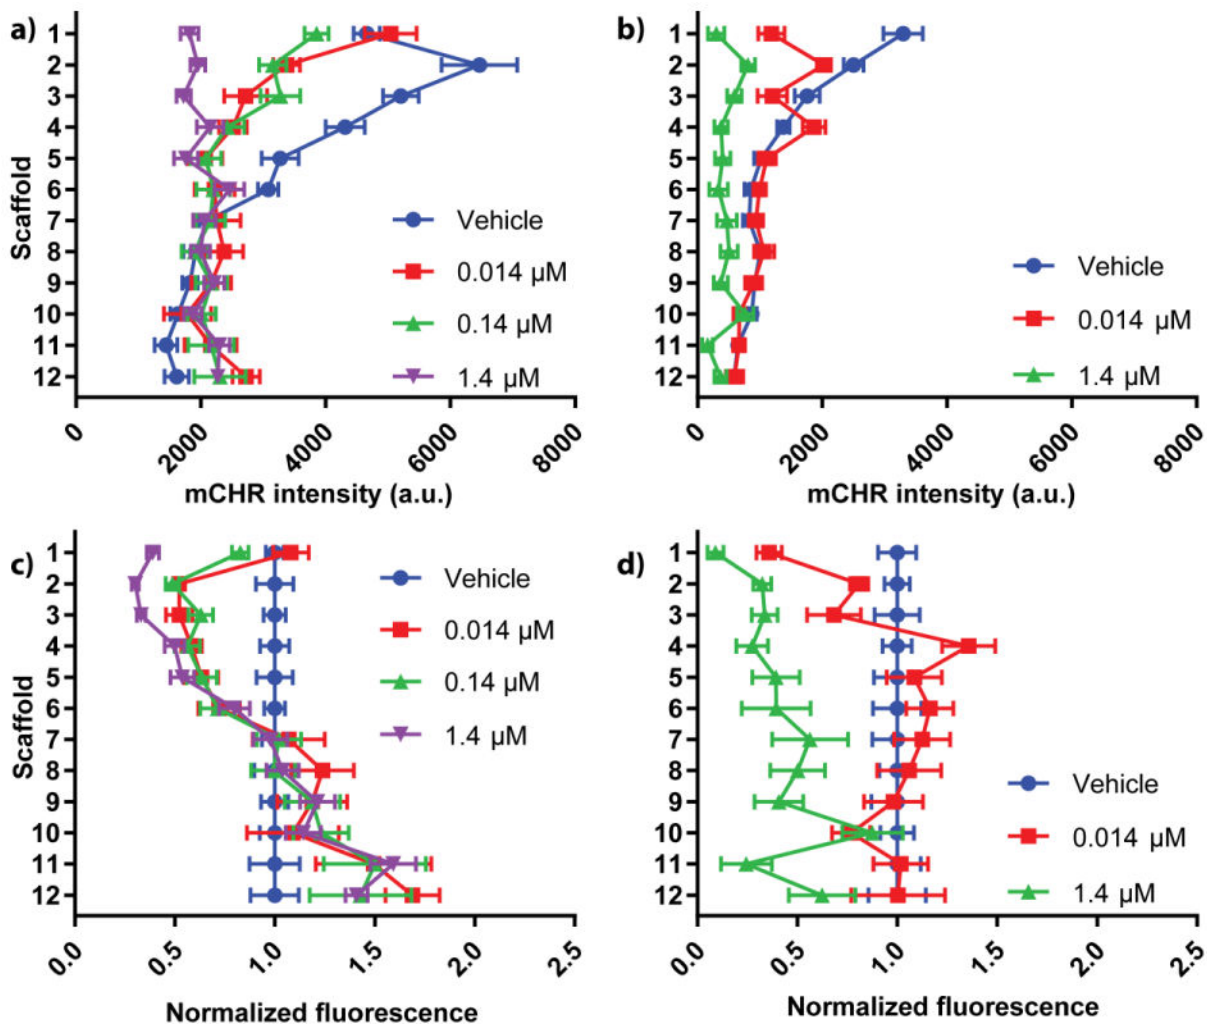 a)
Scaffold
1
2
3
4
5
6
7
8
9
10
11
12
Vehicle
0.014 µM
0.14 µM
1.4 µM
0
2000
4000
6000
8000
mCHR intensity (a.u.)
b)
1
2
3
4
5
6
7
8
9
10
11
12
Vehicle
0.014 µM
1.4 µM
0
2000
4000
6000
8000
mCHR intensity (a.u.)
c)
Scaffold
1
2
3
4
5
6
7
8
9
10
11
12
Vehicle
0.014 µM
0.14 µM
1.4 µM
0.0
0.5
1.0
1.5
2.0
2.5
Normalized fluorescence
d)
1
2
3
4
5
6
7
8
9
10
11
12
Vehicle
0.014 µM
1.4 µM
0.0
0.5
1.0
1.5
2.0
2.5
Normalized fluorescence